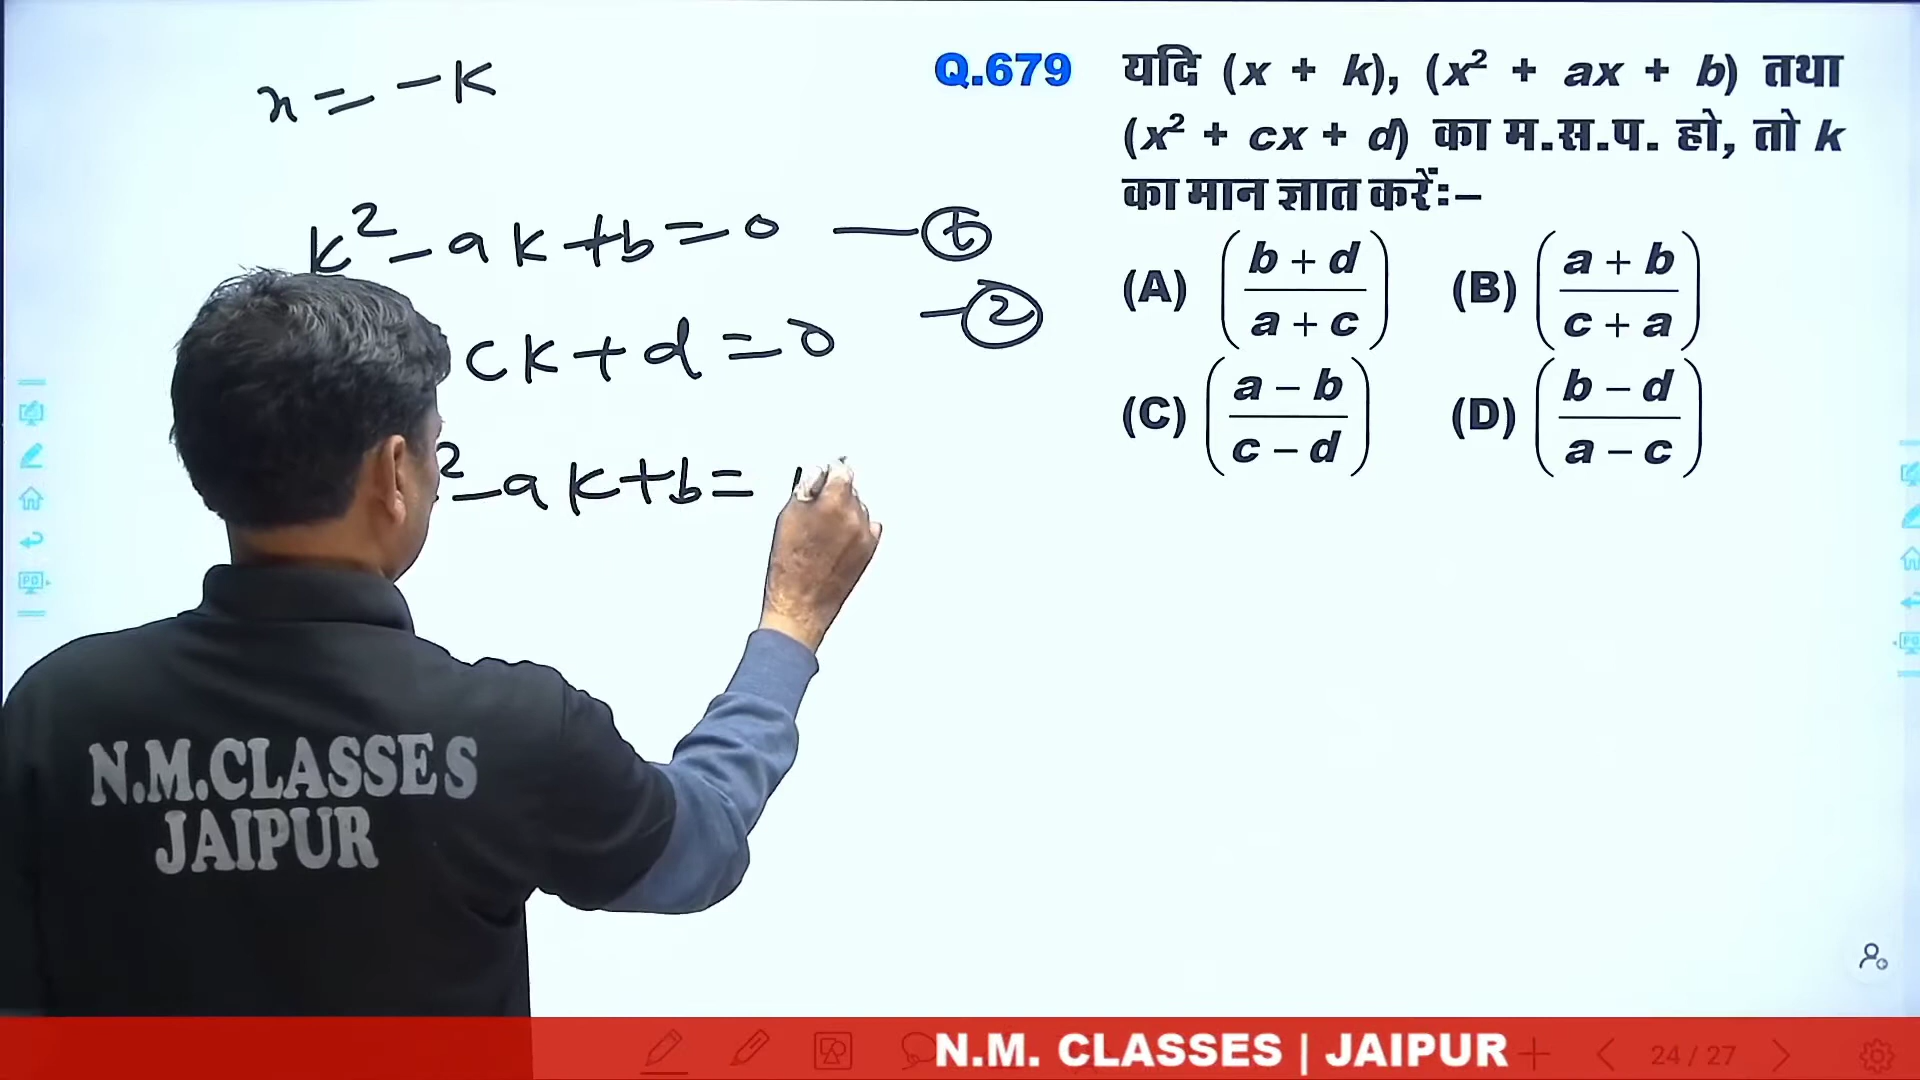 x = -k
k² - ak + b = 0 — ①
ck + d = 0 — ②
² - ak + b =
Q.679 यदि (x + k), (x² + ax + b) तथा
(x² + cx + d) का म.स.प. हो, तो k
का मान ज्ञात करेंः–
(A) ((b + d)/(a + c)) (B) ((a + b)/(c + a))
(C) ((a – b)/(c – d)) (D) ((b – d)/(a – c))
N.M.CLASSES
JAIPUR
N.M. CLASSES | JAIPUR
24 / 27